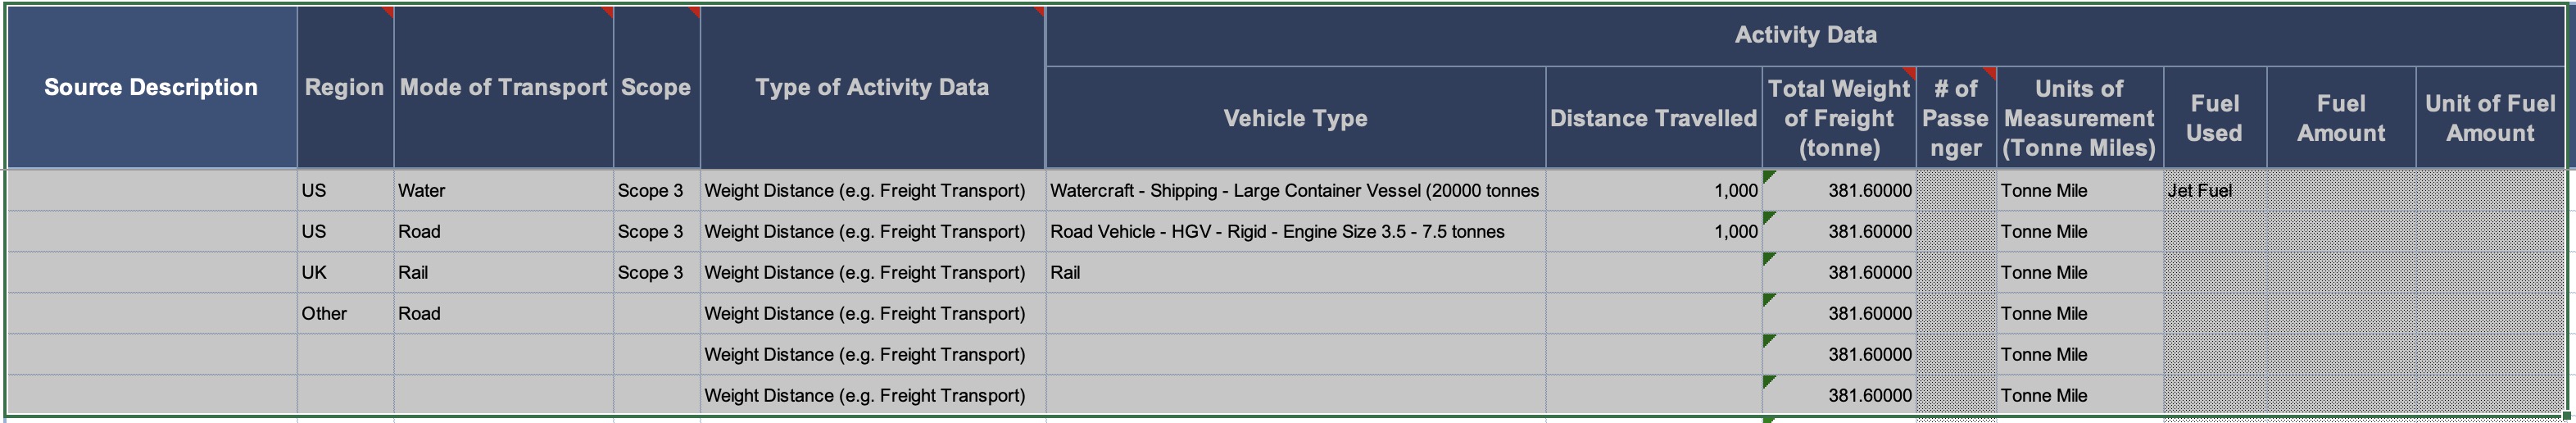 Activity Data
Source Description Region Mode of Transport Scope Type of Activity Data Vehicle Type Distance Travelled Total Weight of Freight (tonne) # of Passe nger Units of Measurement (Tonne Miles) Fuel Used Fuel Amount Unit of Fuel Amount
US Water Scope 3 Weight Distance (e.g. Freight Transport) Watercraft - Shipping - Large Container Vessel (20000 tonnes 1,000 381.60000 Tonne Mile Jet Fuel
US Road Scope 3 Weight Distance (e.g. Freight Transport) Road Vehicle - HGV - Rigid - Engine Size 3.5 - 7.5 tonnes 1,000 381.60000 Tonne Mile
UK Rail Scope 3 Weight Distance (e.g. Freight Transport) Rail 381.60000 Tonne Mile
Other Road Weight Distance (e.g. Freight Transport) 381.60000 Tonne Mile
Weight Distance (e.g. Freight Transport) 381.60000 Tonne Mile
Weight Distance (e.g. Freight Transport) 381.60000 Tonne Mile